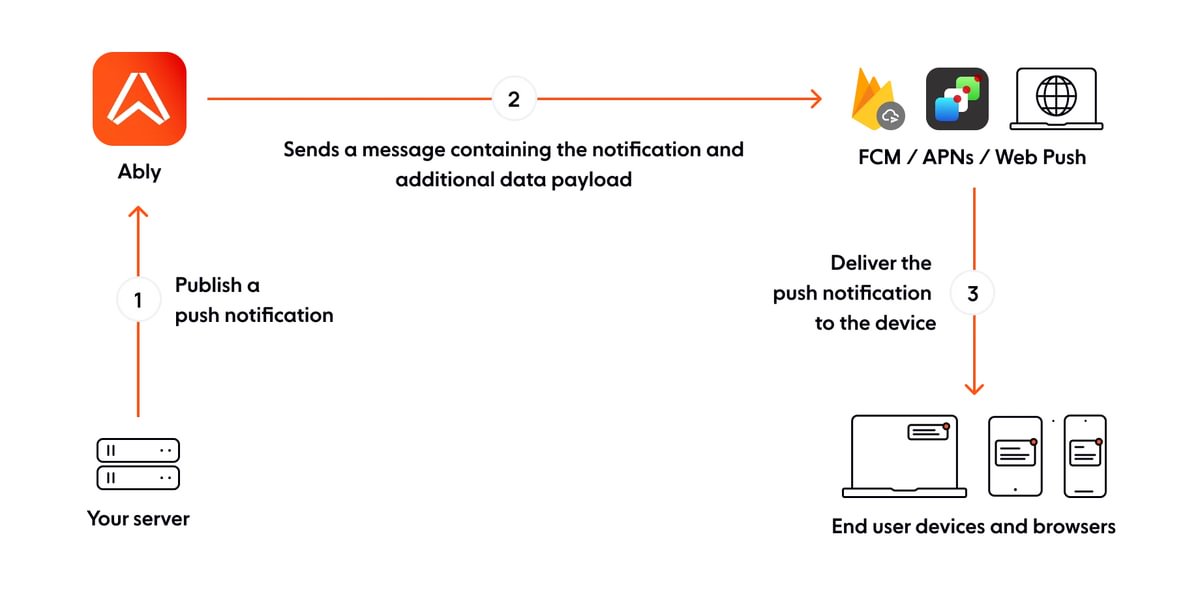 Ably
2
Sends a message containing the notification and
additional data payload
FCM / APNs / Web Push
1
Publish a
push notification
Deliver the
push notification
to the device
3
Your server
End user devices and browsers